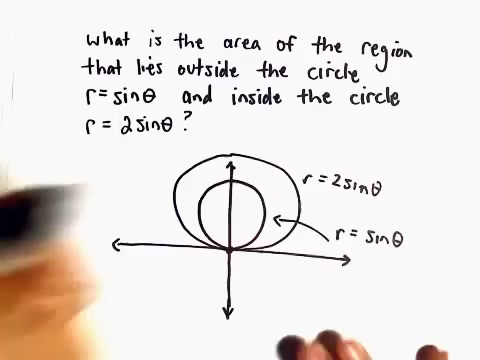 what is the area of the region
that lies outside the circle
r = sinθ and inside the circle
r = 2sinθ ?
r = 2sinθ
r = sinθ